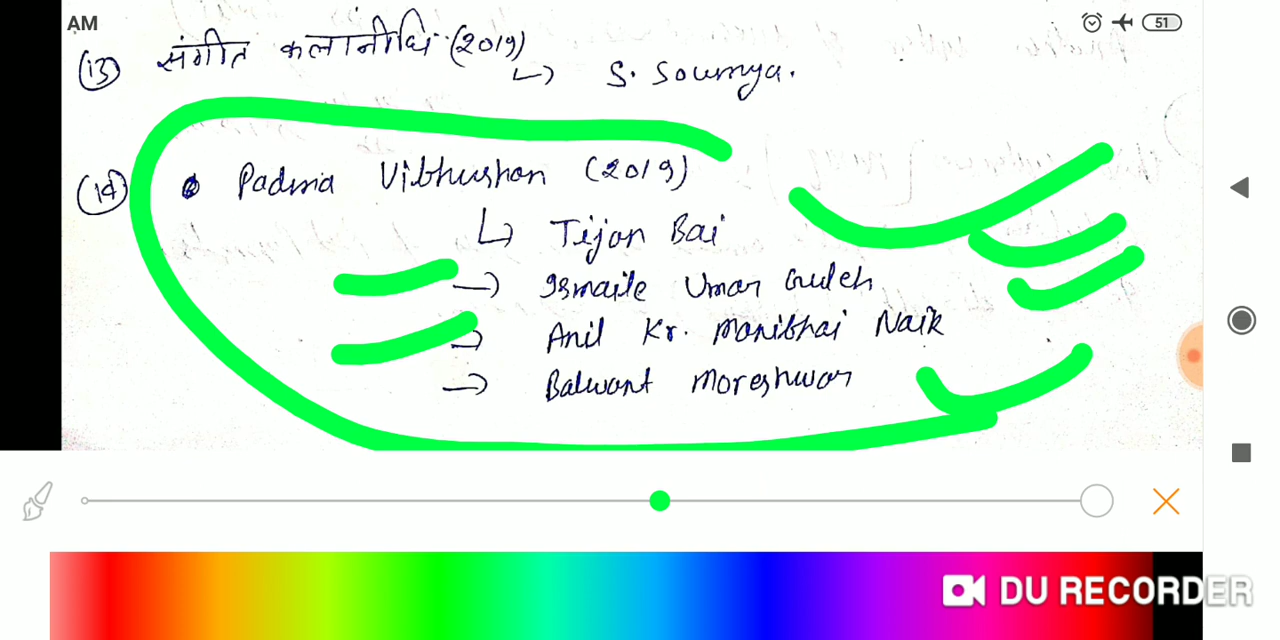 AM
51
(13) संगीत कलानीधि (2019)
↳ S. Soumya.
(14) Padma Vibhushan (2019)
↳ Tijan Bai
→ Ismaile Umar Guleh
→ Anil Kr. Manibhai Naik
→ Balwant Moreshwar
DU RECORDER